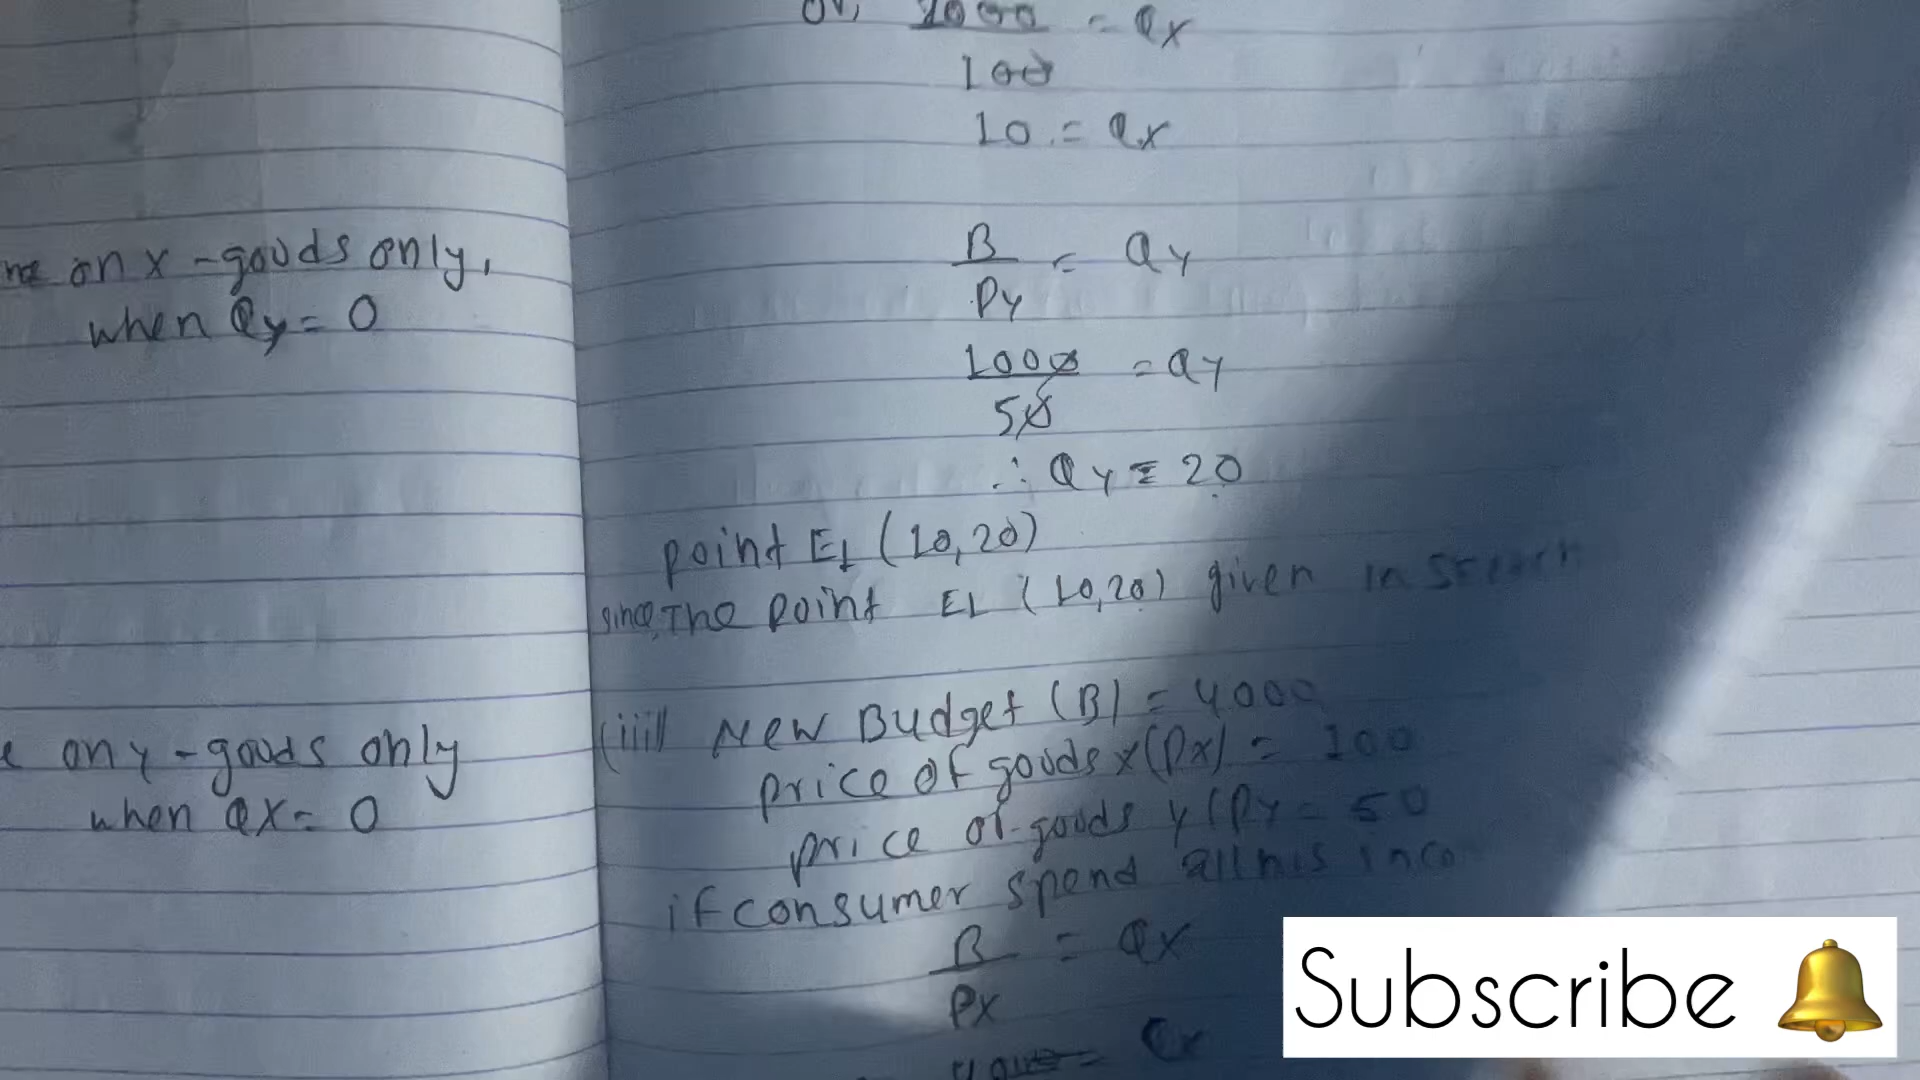 on x-goods only,
when Qy = 0
on y-goods only
when Qx = 0
or, 1000 = Qx
100
10 = Qx
B = Qy
Py
1000 = Qy
50
∴ Qy = 20
point E1 (10,20)
since, The point E1 (10,20) given in
(iii) New Budget (B) = 4000
price of goods x (Px) = 100
price of goods y (Py = 50
if consumer spend all his
B = Qx
Px
= Qx
Subscribe 🔔